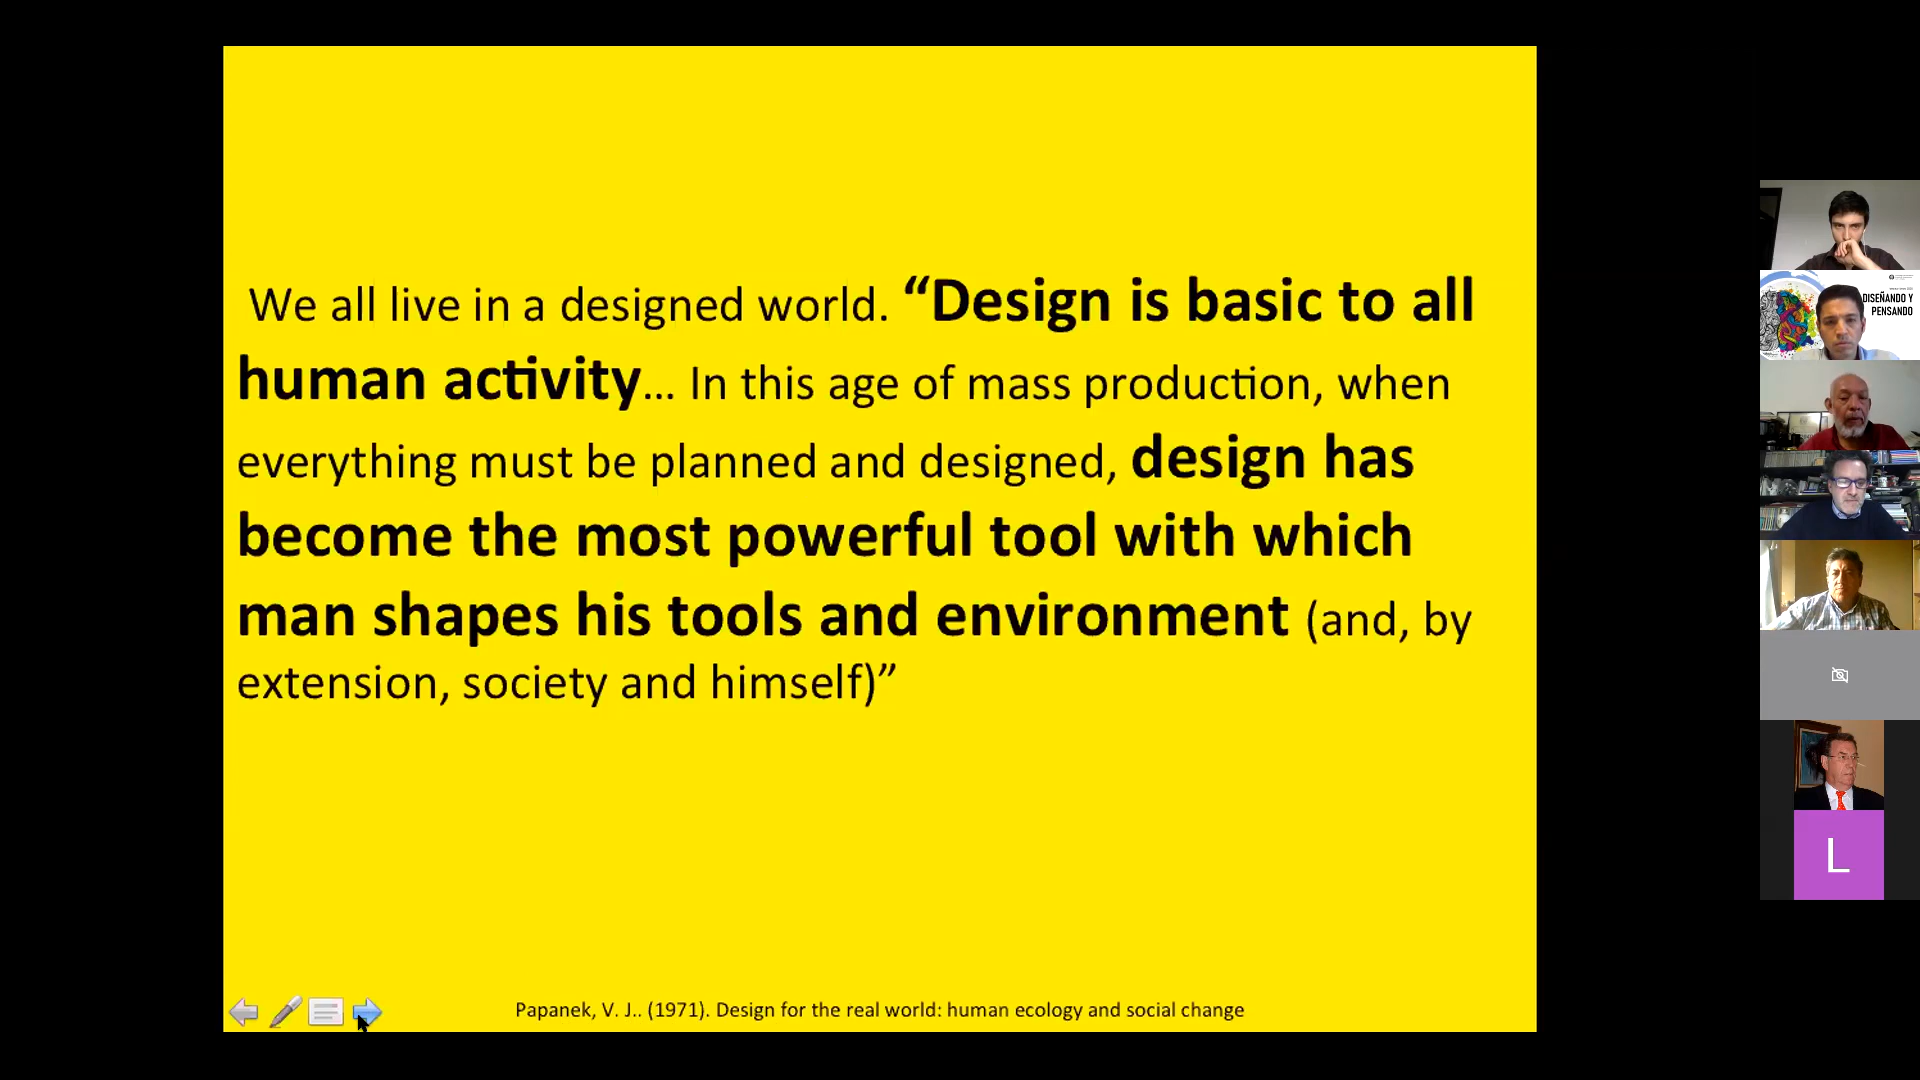 We all live in a designed world. “Design is basic to all
human activity... In this age of mass production, when
everything must be planned and designed, design has
become the most powerful tool with which
man shapes his tools and environment (and, by
extension, society and himself)”
Papanek, V. J.. (1971). Design for the real world: human ecology and social change
DISEÑANDO Y
PENSANDO
L